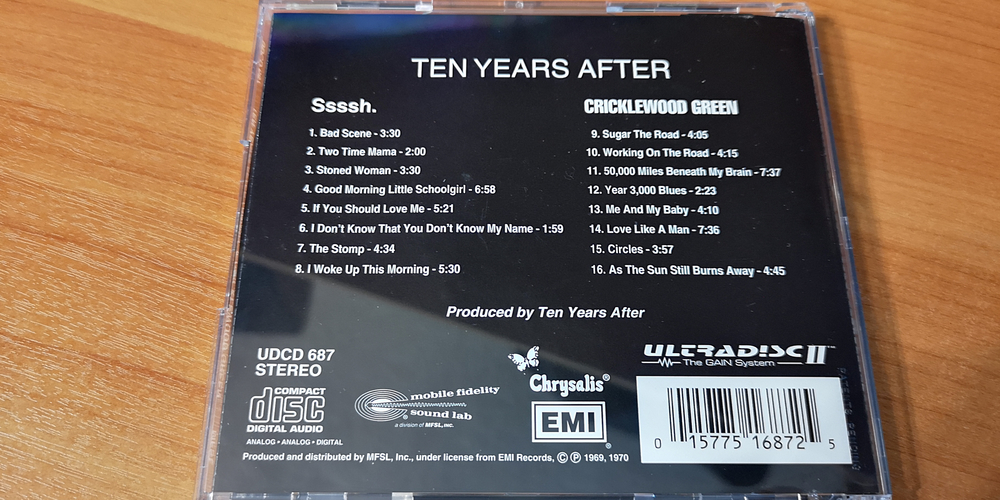 TEN YEARS AFTER
Ssssh.
1. Bad Scene - 3:30
2. Two Time Mama - 2:00
3. Stoned Woman - 3:30
4. Good Morning Little Schoolgirl - 6:58
5. If You Should Love Me - 5:21
6. I Don't Know That You Don't Know My Name - 1:59
7. The Stomp - 4:34
8. I Woke Up This Morning - 5:30
CRICKLEWOOD GREEN
9. Sugar The Road - 4:05
10. Working On The Road - 4:15
11. 50,000 Miles Beneath My Brain - 7:37
12. Year 3,000 Blues - 2:23
13. Me And My Baby - 4:10
14. Love Like A Man - 7:36
15. Circles - 3:57
16. As The Sun Still Burns Away - 4:45
Produced by Ten Years After
UDCD 687
STEREO
COMPACT
disc
DIGITAL AUDIO
ANALOG • ANALOG • DIGITAL
mobile fidelity
sound lab
®
a division of MFSL, INC.
Chrysalis®
EMI
®
ULTRADISC II™
The GAIN System
0 15775 16872 5
Produced and distributed by MFSL, Inc., under license from EMI Records, © ℗ 1969, 1970